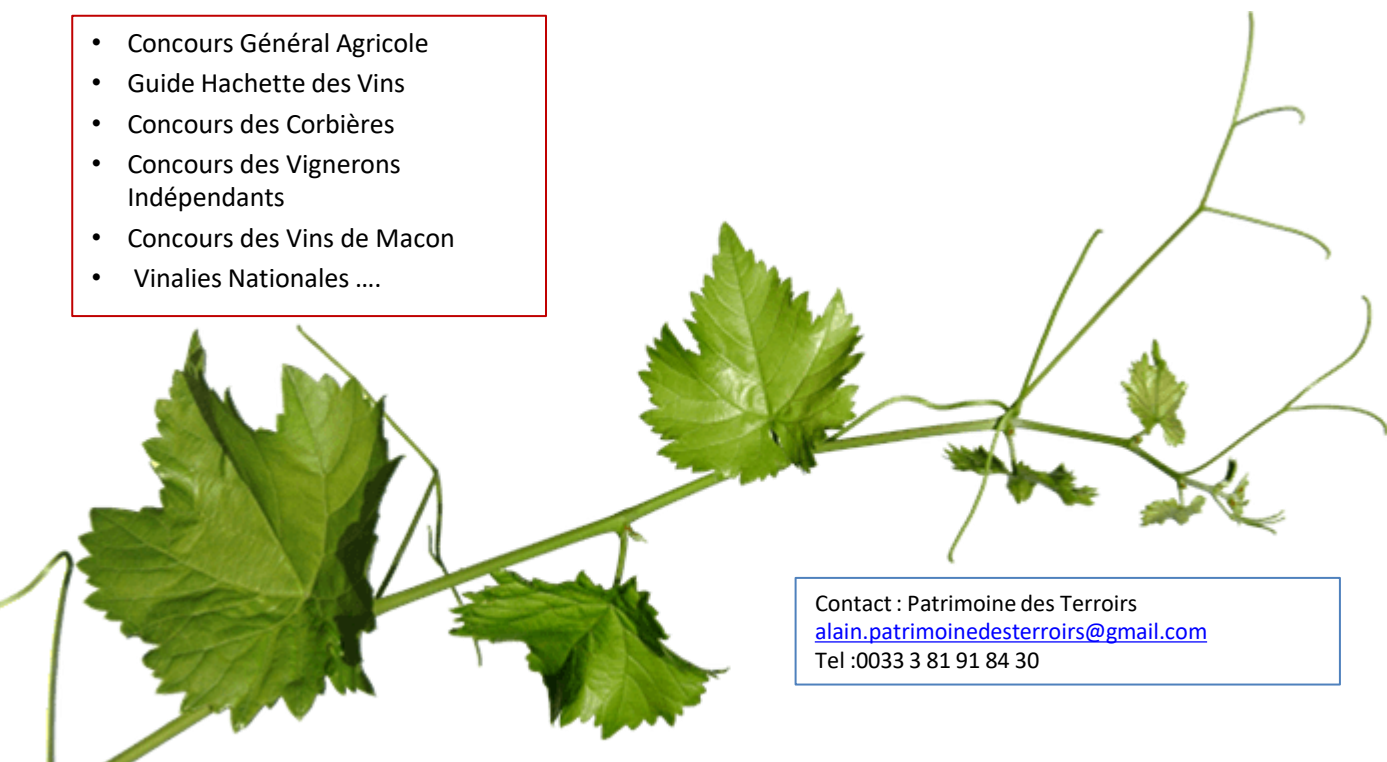 • Concours Général Agricole
• Guide Hachette des Vins
• Concours des Corbières
• Concours des Vignerons
Indépendants
• Concours des Vins de Macon
• Vinalies Nationales ….
Contact : Patrimoine des Terroirs
alain.patrimoinedesterroirs@gmail.com
Tel :0033 3 81 91 84 30